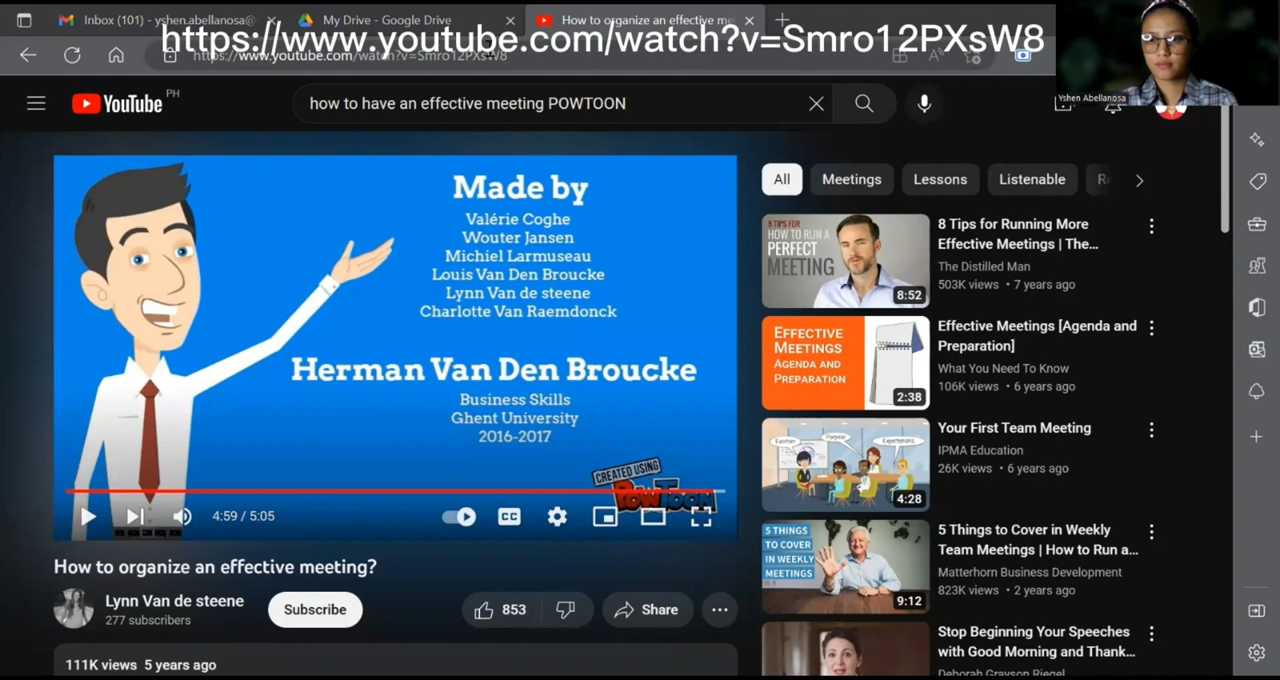 Inbox (101) - yshen.abellanosa@
My Drive - Google Drive
How to organize an effective me
https://www.youtube.com/watch?v=Smro12PXsW8
https://www.youtube.com/watch?v=Smro12PXsW8
Yshen Abellanosa
YouTube PH
how to have an effective meeting POWTOON
Made by
Valérie Coghe
Wouter Jansen
Michiel Larmuseau
Louis Van Den Broucke
Lynn Van de steene
Charlotte Van Raemdonck
Herman Van Den Broucke
Business Skills
Ghent University
2016-2017
CREATED USING
POWTOON
4:59 / 5:05
CC
How to organize an effective meeting?
Lynn Van de steene
277 subscribers
Subscribe
853
Share
111K views 5 years ago
All
Meetings
Lessons
Listenable
8 TIPS FOR
HOW TO RUN A
PERFECT
MEETING
8:52
8 Tips for Running More
Effective Meetings | The...
The Distilled Man
503K views • 7 years ago
EFFECTIVE
MEETINGS
AGENDA AND
PREPARATION
2:38
Effective Meetings [Agenda and
Preparation]
What You Need To Know
106K views • 6 years ago
Purpose
Expectations
4:28
Your First Team Meeting
IPMA Education
26K views • 6 years ago
5 THINGS
TO COVER
IN WEEKLY
MEETINGS
9:12
5 Things to Cover in Weekly
Team Meetings | How to Run a...
Matterhorn Business Development
823K views • 2 years ago
Stop Beginning Your Speeches
with Good Morning and Thank...
Deborah Grayson Riegel